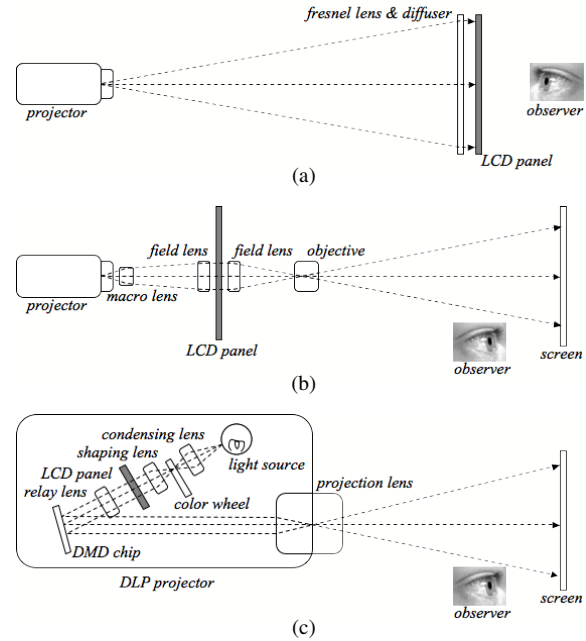 fresnel lens & diffuser
projector
observer
LCD panel
(a)
field lens field lens objective
projector
macro lens
LCD panel
observer
screen
(b)
condensing lens
shaping lens
light source
LCD panel
relay lens
projection lens
color wheel
DMD chip
DLP projector
observer
screen
(c)